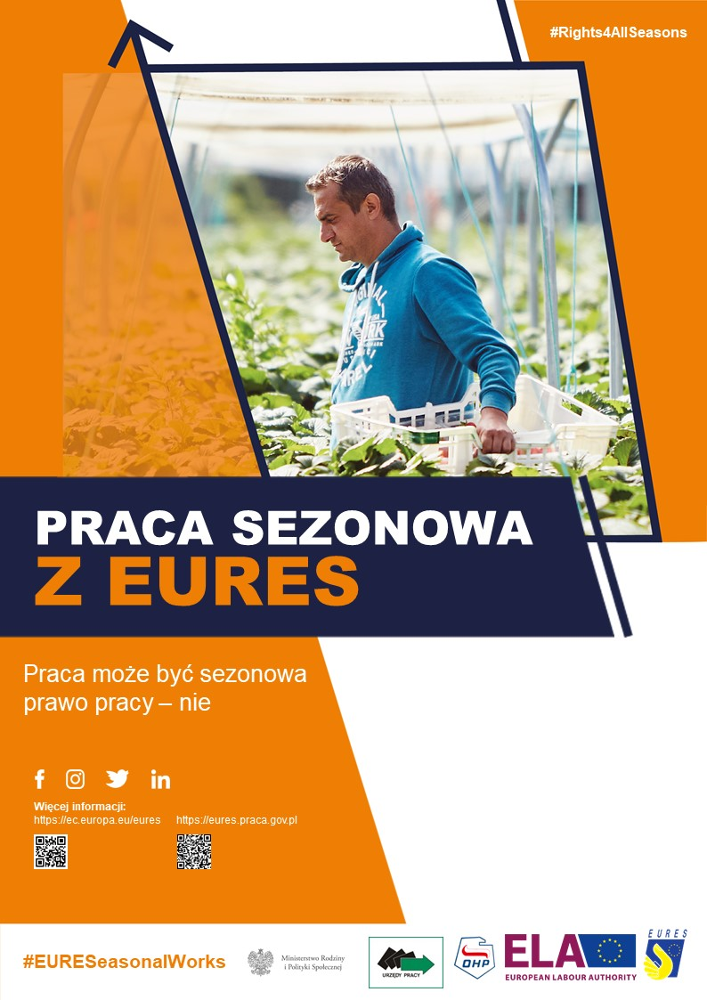 #Rights4AllSeasons
PRACA SEZONOWA
Z EURES
Praca może być sezonowa
prawo pracy – nie
Więcej informacji:
https://ec.europa.eu/eures https://eures.praca.gov.pl
#EURESeasonalWorks
Ministerstwo Rodziny
i Polityki Społecznej
URZĘDY PRACY
OHP
ELA
EUROPEAN LABOUR AUTHORITY
EURES